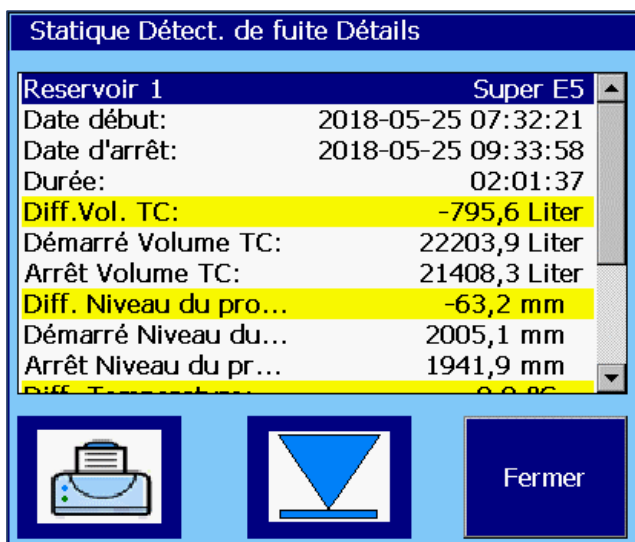 Statique Détect. de fuite Détails
Reservoir 1 Super E5
Date début: 2018-05-25 07:32:21
Date d'arrêt: 2018-05-25 09:33:58
Durée: 02:01:37
Diff.Vol. TC: -795,6 Liter
Démarré Volume TC: 22203,9 Liter
Arrêt Volume TC: 21408,3 Liter
Diff. Niveau du pro... -63,2 mm
Démarré Niveau du... 2005,1 mm
Arrêt Niveau du pr... 1941,9 mm
Fermer